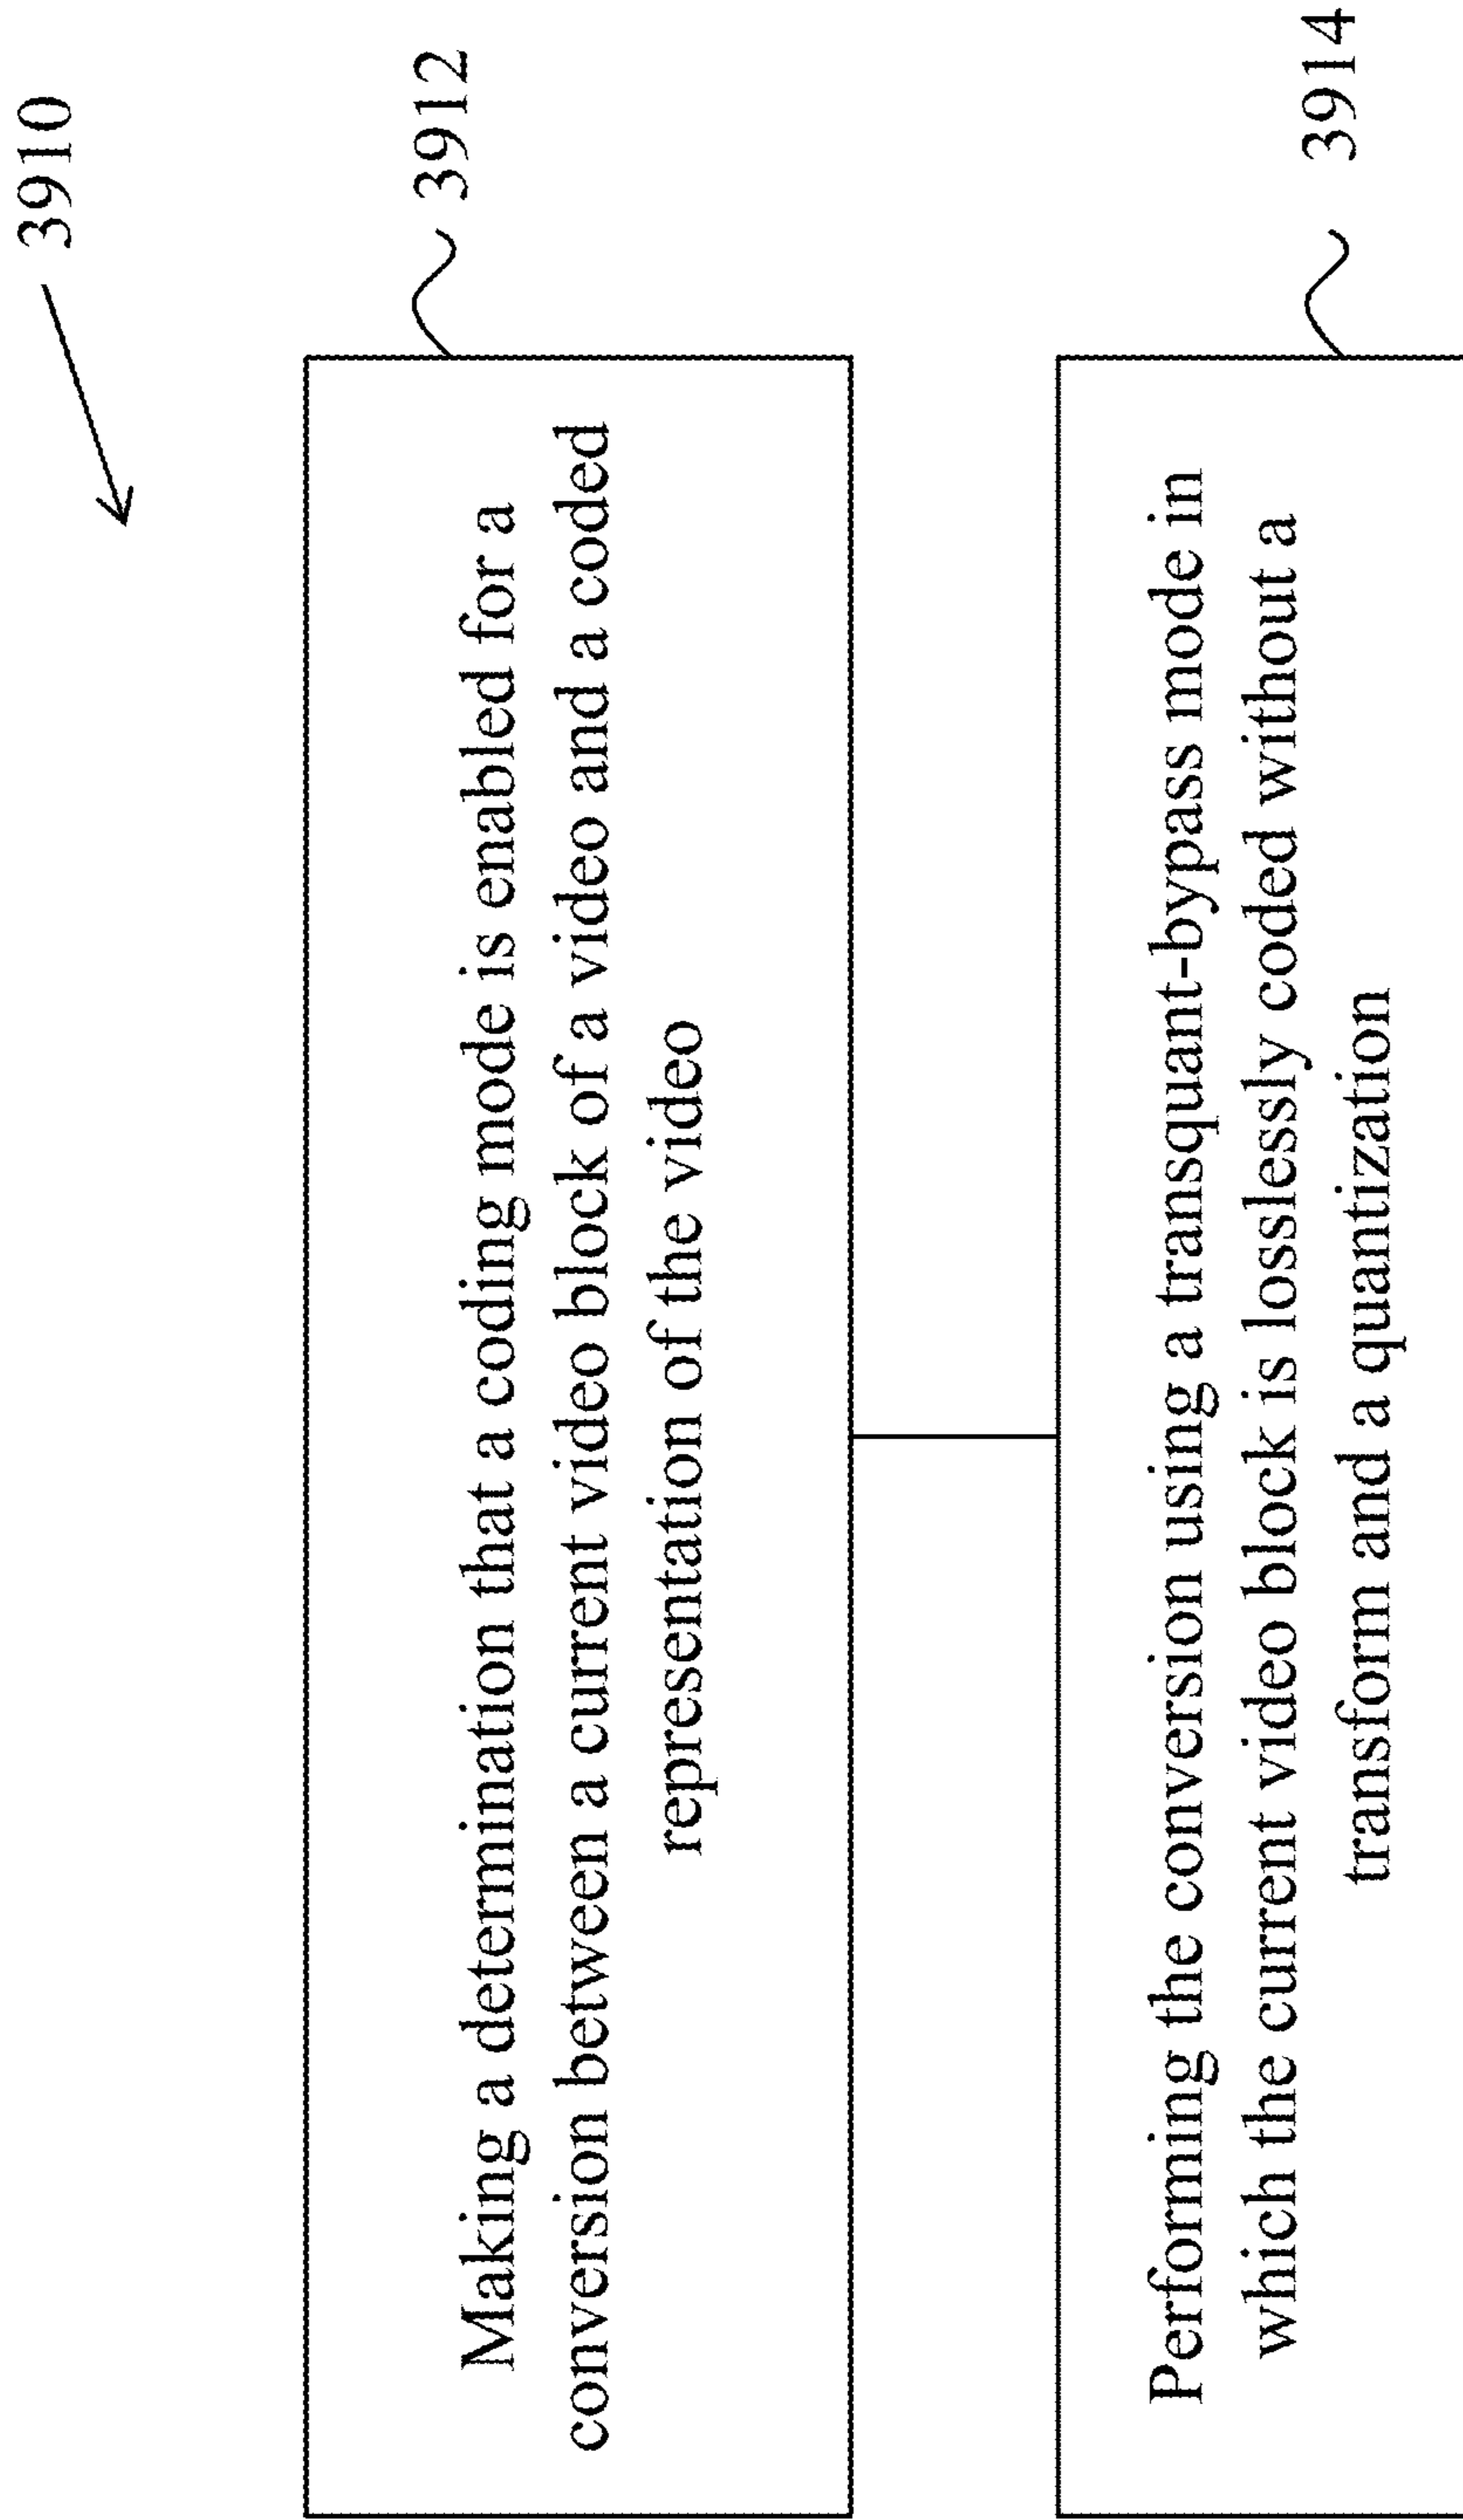 3910
3912
Making a determination that a coding mode is enabled for a
conversion between a current video block of a video and a coded
representation of the video
3914
Performing the conversion using a transquant-bypass mode in
which the current video block is losslessly coded without a
transform and a quantization